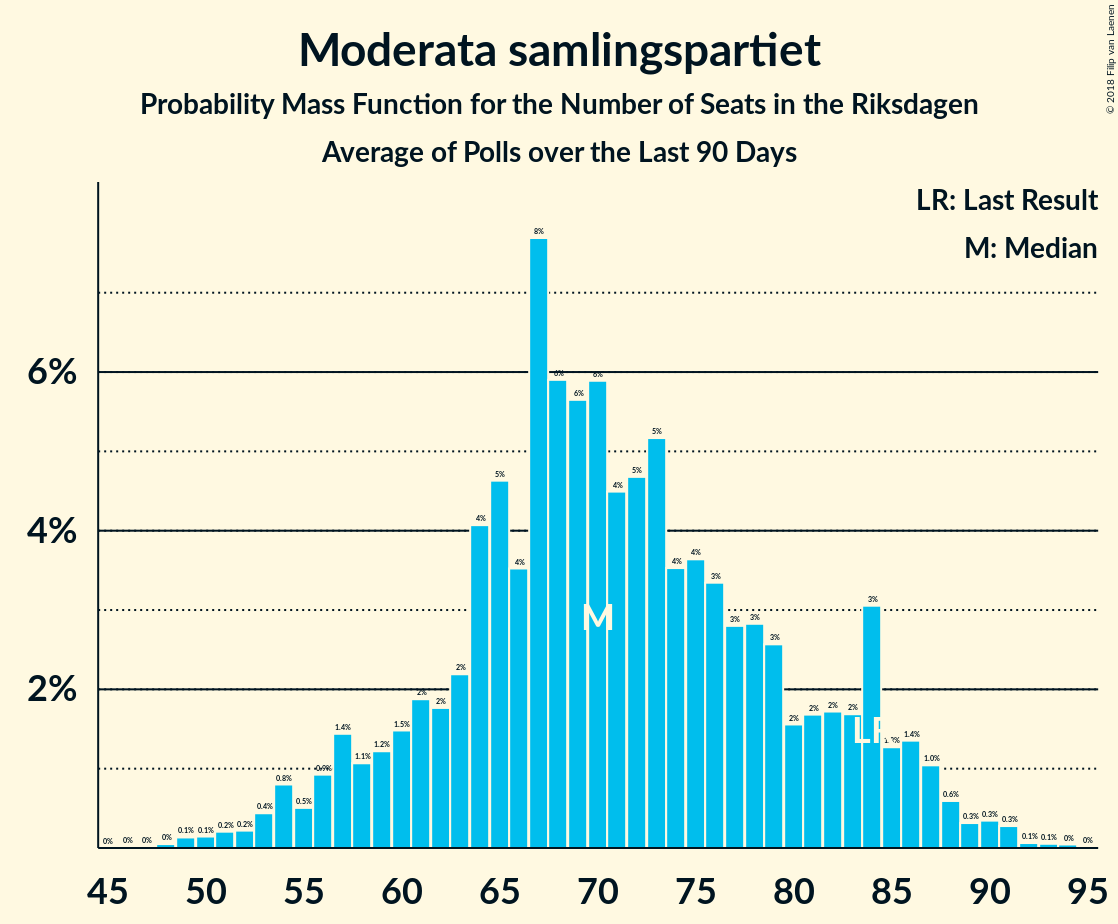 Moderata samlingspartiet
Probability Mass Function for the Number of Seats in the Riksdagen
Average of Polls over the Last 90 Days
© 2018 Filip van Laenen
LR: Last Result
M: Median
6%
4%
2%
0% 0% 0% 0% 0.1% 0.1% 0.2% 0.2% 0.4% 0.8% 0.5% 0.9% 1.4% 1.1% 1.2% 1.5% 2% 2% 2% 4% 5% 4% 8% 6% 6% 6% 4% 5% 5% 4% 4% 3% 3% 3% 3% 2% 2% 2% 2% 3% 1.4% 1.0% 0.6% 0.3% 0.3% 0.3% 0.1% 0.1% 0% 0%
M
LR
45 50 55 60 65 70 75 80 85 90 95